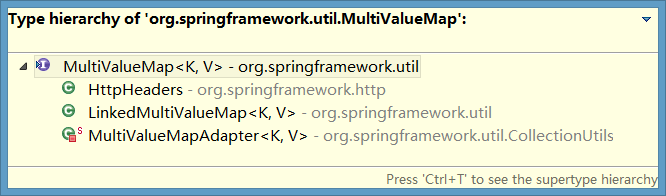 Type hierarchy of 'org.springframework.util.MultiValueMap':
MultiValueMap<K, V> - org.springframework.util
HttpHeaders - org.springframework.http
LinkedMultiValueMap<K, V> - org.springframework.util
MultiValueMapAdapter<K, V> - org.springframework.util.CollectionUtils
Press 'Ctrl+T' to see the supertype hierarchy